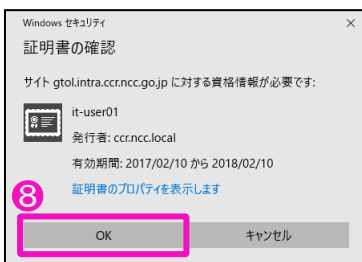 Windows セキュリティ
証明書の確認
サイト gtol.intra.ccr.ncc.go.jp に対する資格情報が必要です:
it-user01
発行者: ccr.ncc.local
有効期間: 2017/02/10 から 2018/02/10
証明書のプロパティを表示します
8
OK
キャンセル